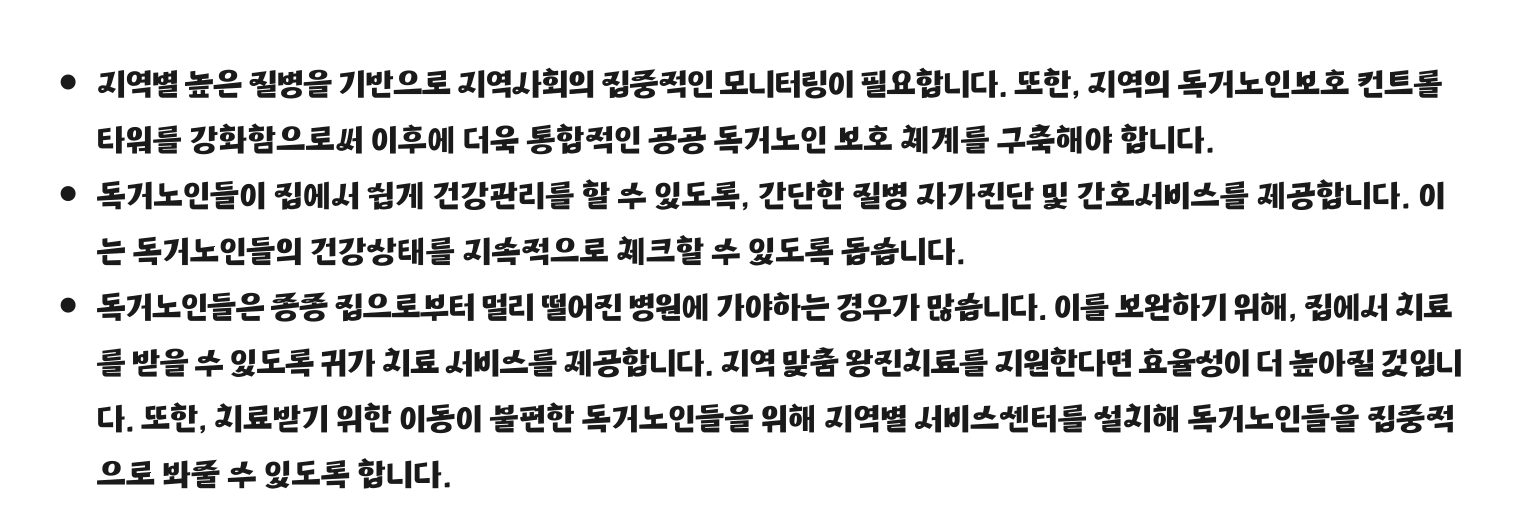 • 지역별 높은 질병을 기반으로 지역사회의 집중적인 모니터링이 필요합니다. 또한, 지역의 독거노인보호 컨트롤
타워를 강화함으로써 이후에 더욱 통합적인 공공 독거노인 보호 체계를 구축해야 합니다.
• 독거노인들이 집에서 쉽게 건강관리를 할 수 있도록, 간단한 질병 자가진단 및 간호서비스를 제공합니다. 이
는 독거노인들의 건강상태를 지속적으로 체크할 수 있도록 돕습니다.
• 독거노인들은 종종 집으로부터 멀리 떨어진 병원에 가야하는 경우가 많습니다. 이를 보완하기 위해, 집에서 치료
를 받을 수 있도록 귀가 치료 서비스를 제공합니다. 지역 맞춤 왕진치료를 지원한다면 효율성이 더 높아질 것입니
다. 또한, 치료받기 위한 이동이 불편한 독거노인들을 위해 지역별 서비스센터를 설치해 독거노인들을 집중적
으로 봐줄 수 있도록 합니다.